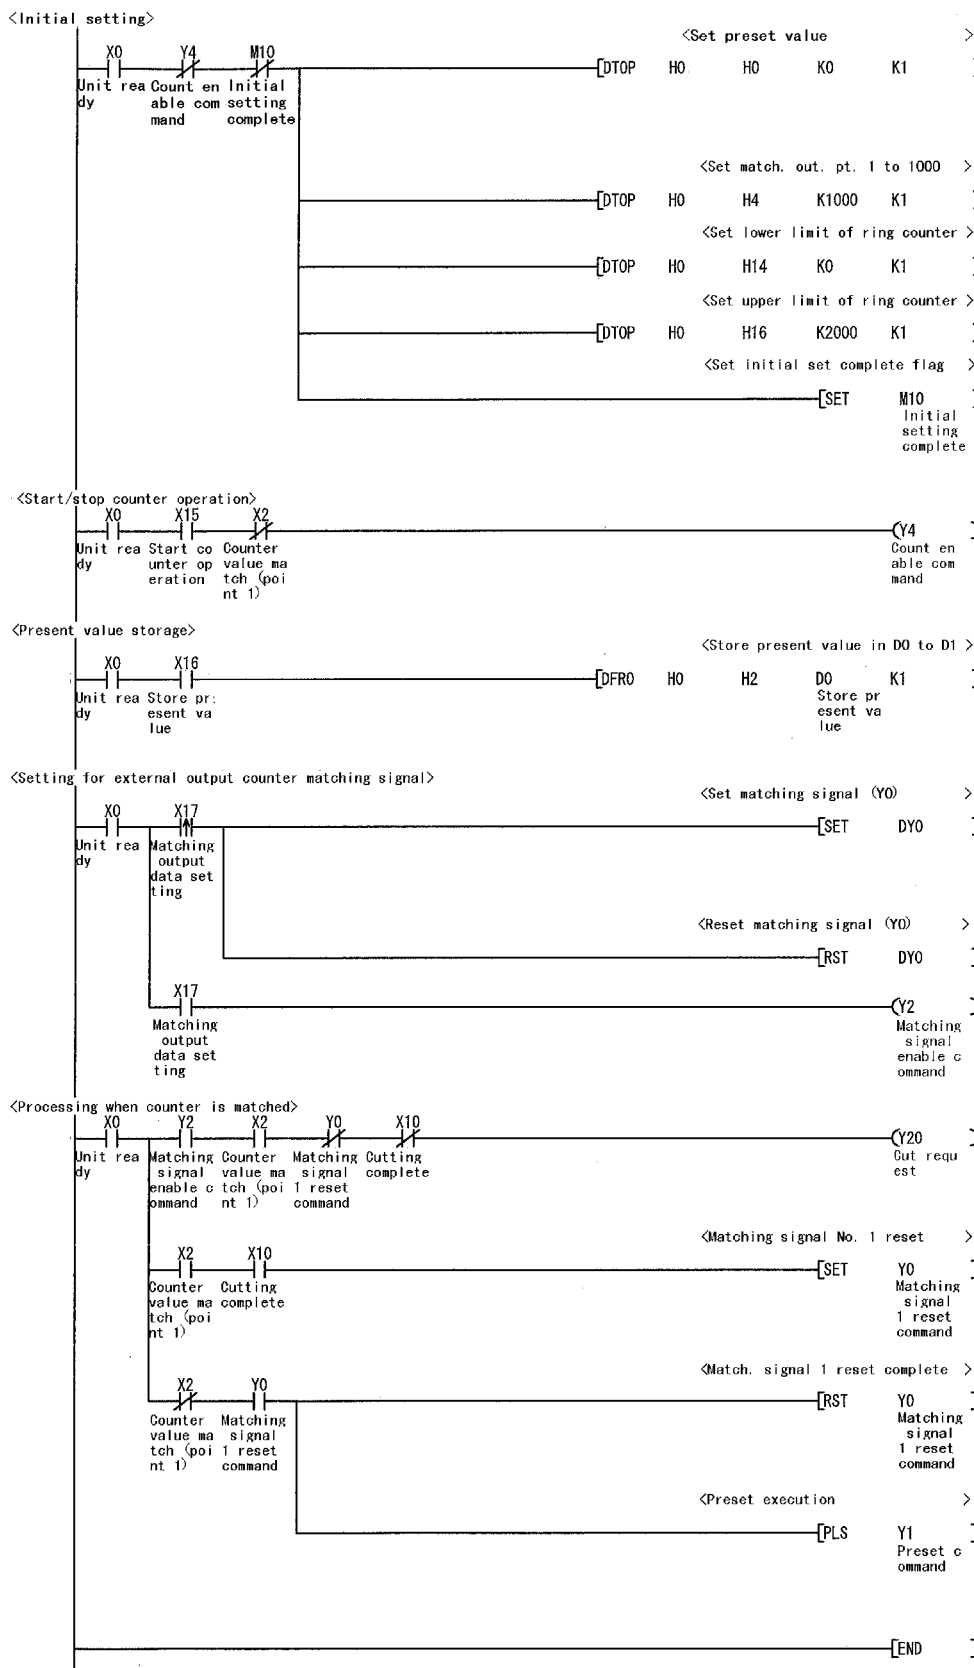 <Initial setting>
<Set preset value >
X0 Y4 M10
[DTOP H0 H0 K0 K1 ]
Unit rea Count en Initial
dy able com setting
mand complete
<Set match. out. pt. 1 to 1000 >
[DTOP H0 H4 K1000 K1 ]
<Set lower limit of ring counter >
[DTOP H0 H14 K0 K1 ]
<Set upper limit of ring counter >
[DTOP H0 H16 K2000 K1 ]
<Set initial set complete flag >
[SET M10 ]
Initial
setting
complete
<Start/stop counter operation>
X0 X15 X2
(Y4 )
Unit rea Start co Counter Count en
dy unter op value ma able com
eration tch (poi mand
nt 1)
<Present value storage>
<Store present value in D0 to D1 >
X0 X16
[DFRO H0 H2 D0 K1 ]
Unit rea Store pr Store pr
dy esent va esent va
lue lue
<Setting for external output counter matching signal>
<Set matching signal (Y0) >
X0 X17
[SET DY0 ]
Unit rea Matching
dy output
data set
ting
<Reset matching signal (Y0) >
[RST DY0 ]
X17
(Y2 )
Matching Matching
output signal
data set enable c
ting ommand
<Processing when counter is matched>
X0 Y2 X2 Y0 X10
(Y20 )
Unit rea Matching Counter Matching Cutting Cut requ
dy signal value ma signal complete est
enable c tch (poi 1 reset
ommand nt 1) command
<Matching signal No. 1 reset >
X2 X10
[SET Y0 ]
Counter Cutting Matching
value ma complete signal
tch (poi 1 reset
nt 1) command
<Match. signal 1 reset complete >
X2 Y0
[RST Y0 ]
Counter Matching Matching
value ma signal signal
tch (poi 1 reset 1 reset
nt 1) command command
<Preset execution >
[PLS Y1 ]
Preset c
ommand
[END ]